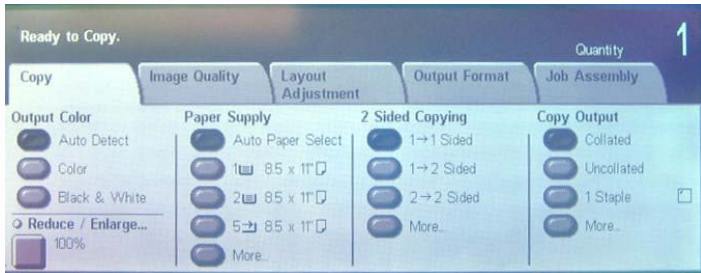 Ready to Copy.
Quantity
1
Copy
Image Quality
Layout
Adjustment
Output Format
Job Assembly
Output Color
Auto Detect
Color
Black & White
Reduce / Enlarge...
100%
Paper Supply
Auto Paper Select
1 8.5 x 11"
2 8.5 x 11"
5 8.5 x 11"
More...
2 Sided Copying
1→1 Sided
1→2 Sided
2→2 Sided
More...
Copy Output
Collated
Uncollated
1 Staple
More...